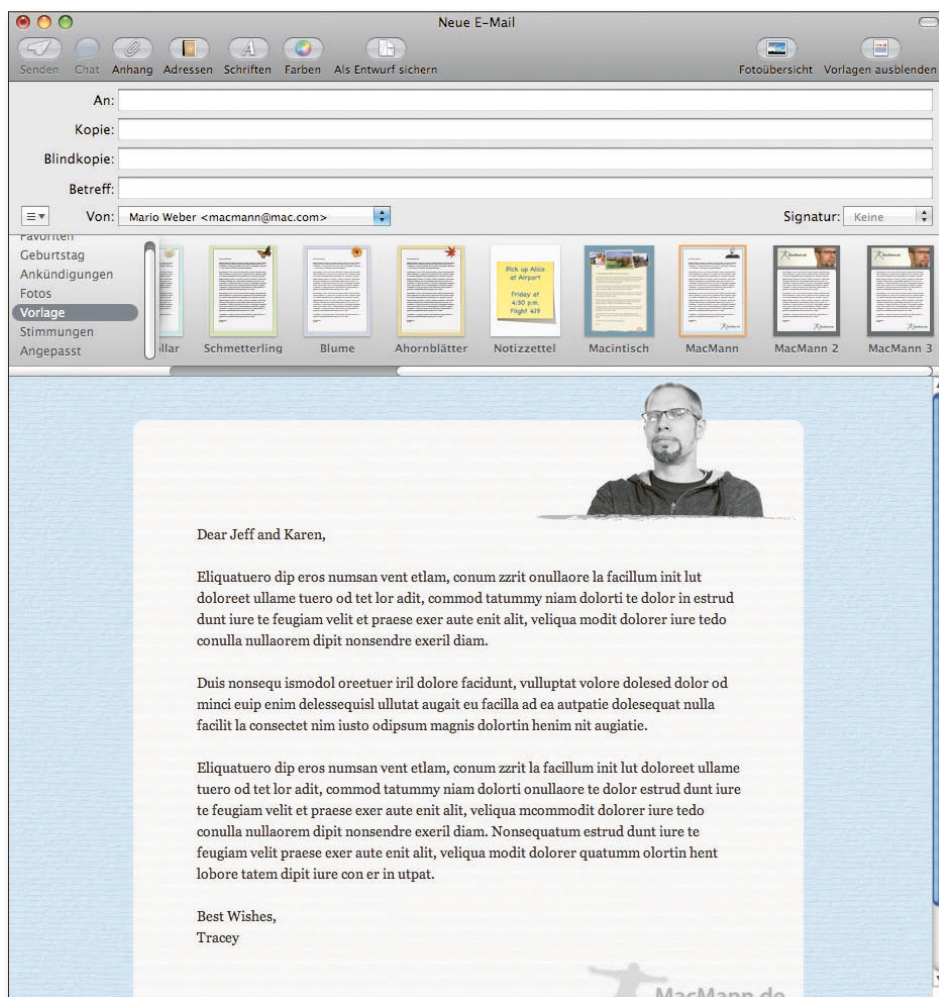 Neue E-Mail
Senden Chat Anhang Adressen Schriften Farben Als Entwurf sichern Fotoübersicht Vorlagen ausblenden
An:
Kopie:
Blindkopie:
Betreff:
Von: Mario Weber <macmann@mac.com> Signatur: Keine
Favoriten
Geburtstag
Ankündigungen
Fotos
Vorlage
Stimmungen
Angepasst
Pick up Alice
at Airport
Friday at
4:30 p.m.
Flight 419
Schmetterling Blume Ahornblätter Notizzettel Macintisch MacMann MacMann 2 MacMann 3
Dear Jeff and Karen,
Eliquatuero dip eros numsan vent etlam, conum zzrit onullaore la facillum init lut
doloreet ullame tuero od tet lor adit, commod tatummy niam dolorti te dolor in estrud
dunt iure te feugiam velit et praese exer aute enit alit, veliqua modit dolorer iure tedo
conulla nullaorem dipit nonsendre exeril diam.
Duis nonsequ ismodol oreetuer iril dolore facidunt, vulluptat volore dolesed dolor od
minci euip enim delessequisl ullutat augait eu facilla ad ea autpatie dolesequat nulla
facilit la consectet nim iusto odipsum magnis dolortin henim nit augiatie.
Eliquatuero dip eros numsan vent etlam, conum zzrit la facillum init lut doloreet ullame
tuero od tet lor adit, commod tatummy niam dolorti onullaore te dolor estrud dunt iure
te feugiam velit et praese exer aute enit alit, veliqua mcommodit dolorer iure tedo
conulla nullaorem dipit nonsendre exeril diam. Nonsequatum estrud dunt iure te
feugiam velit praese exer aute enit alit, veliqua modit dolorer quatumm olortin hent
lobore tatem dipit iure con er in utpat.
Best Wishes,
Tracey
MacMann.de